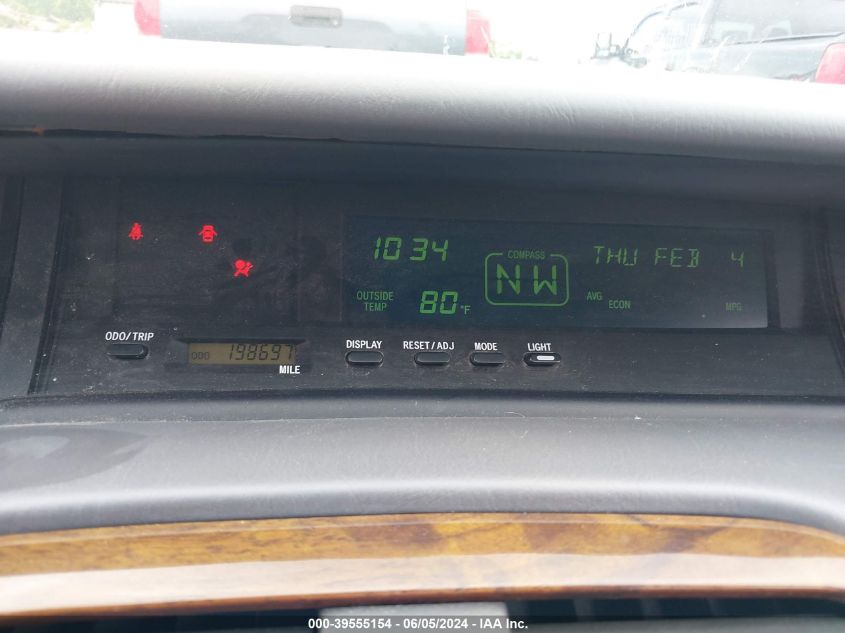 10 34
COMPASS
NW
THU FEB 4
OUTSIDE
TEMP
80°F
AVG
ECON
MPG
ODO/TRIP
ODO 198697
MILE
DISPLAY
RESET/ADJ
MODE
LIGHT
000-39555154 / 06/05/2024 - IAA, Inc.